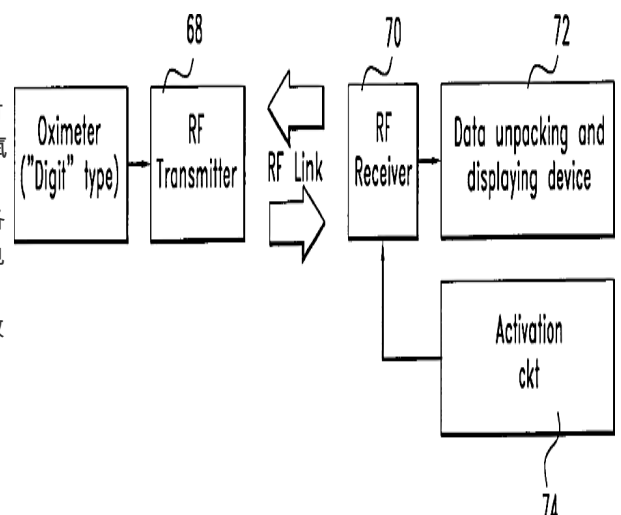 68
70
72
Oximeter
("Digit" type)
RF
Transmitter
RF Link
RF
Receiver
Data unpacking and
displaying device
Activation
ckt
74